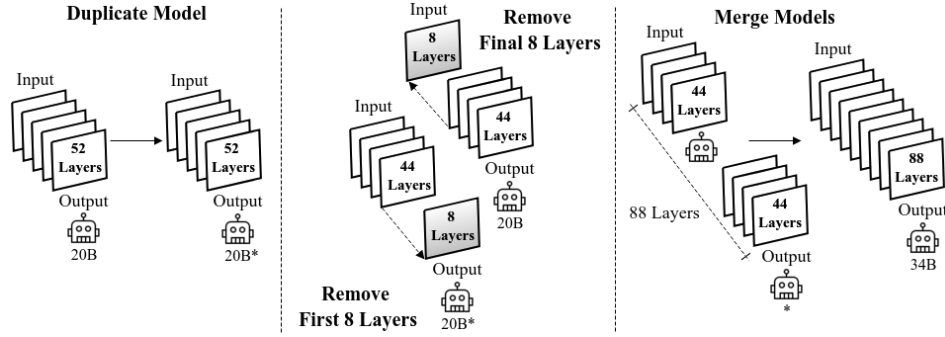 Duplicate Model
Input
52
Layers
Output
20B
Input
52
Layers
Output
20B*
Input
8
Layers
Remove
Final 8 Layers
44
Layers
Output
20B
Input
44
Layers
8
Layers
Output
20B*
Remove
First 8 Layers
Merge Models
Input
44
Layers
88 Layers
44
Layers
Output
*
Input
88
Layers
Output
34B